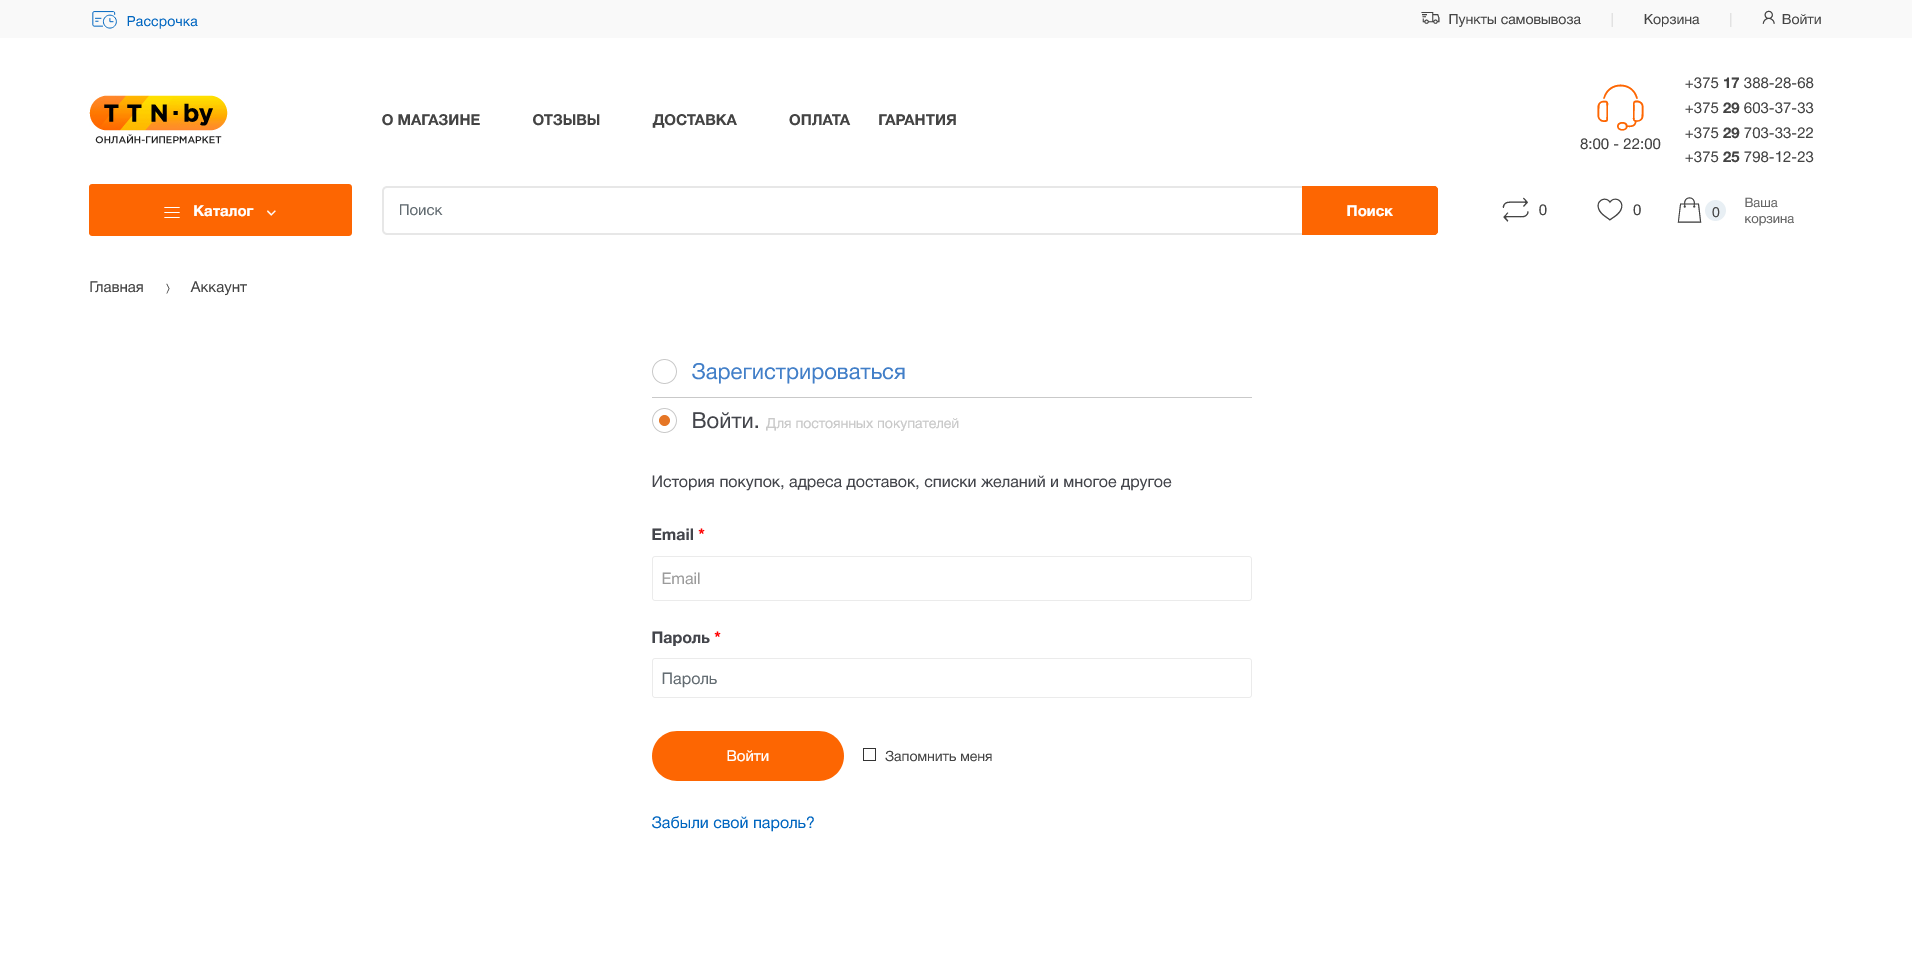 Рассрочка
Пункты самовывоза | Корзина | Войти
TTN·by
ОНЛАЙН-ГИПЕРМАРКЕТ
О МАГАЗИНЕ ОТЗЫВЫ ДОСТАВКА ОПЛАТА ГАРАНТИЯ
8:00 - 22:00
+375 17 388-28-68
+375 29 603-37-33
+375 29 703-33-22
+375 25 798-12-23
Каталог
Поиск
Поиск
0
0
0
Ваша
корзина
Главная › Аккаунт
Зарегистрироваться
Войти. Для постоянных покупателей
История покупок, адреса доставок, списки желаний и многое другое
Email *
Email
Пароль *
Пароль
Войти
Запомнить меня
Забыли свой пароль?